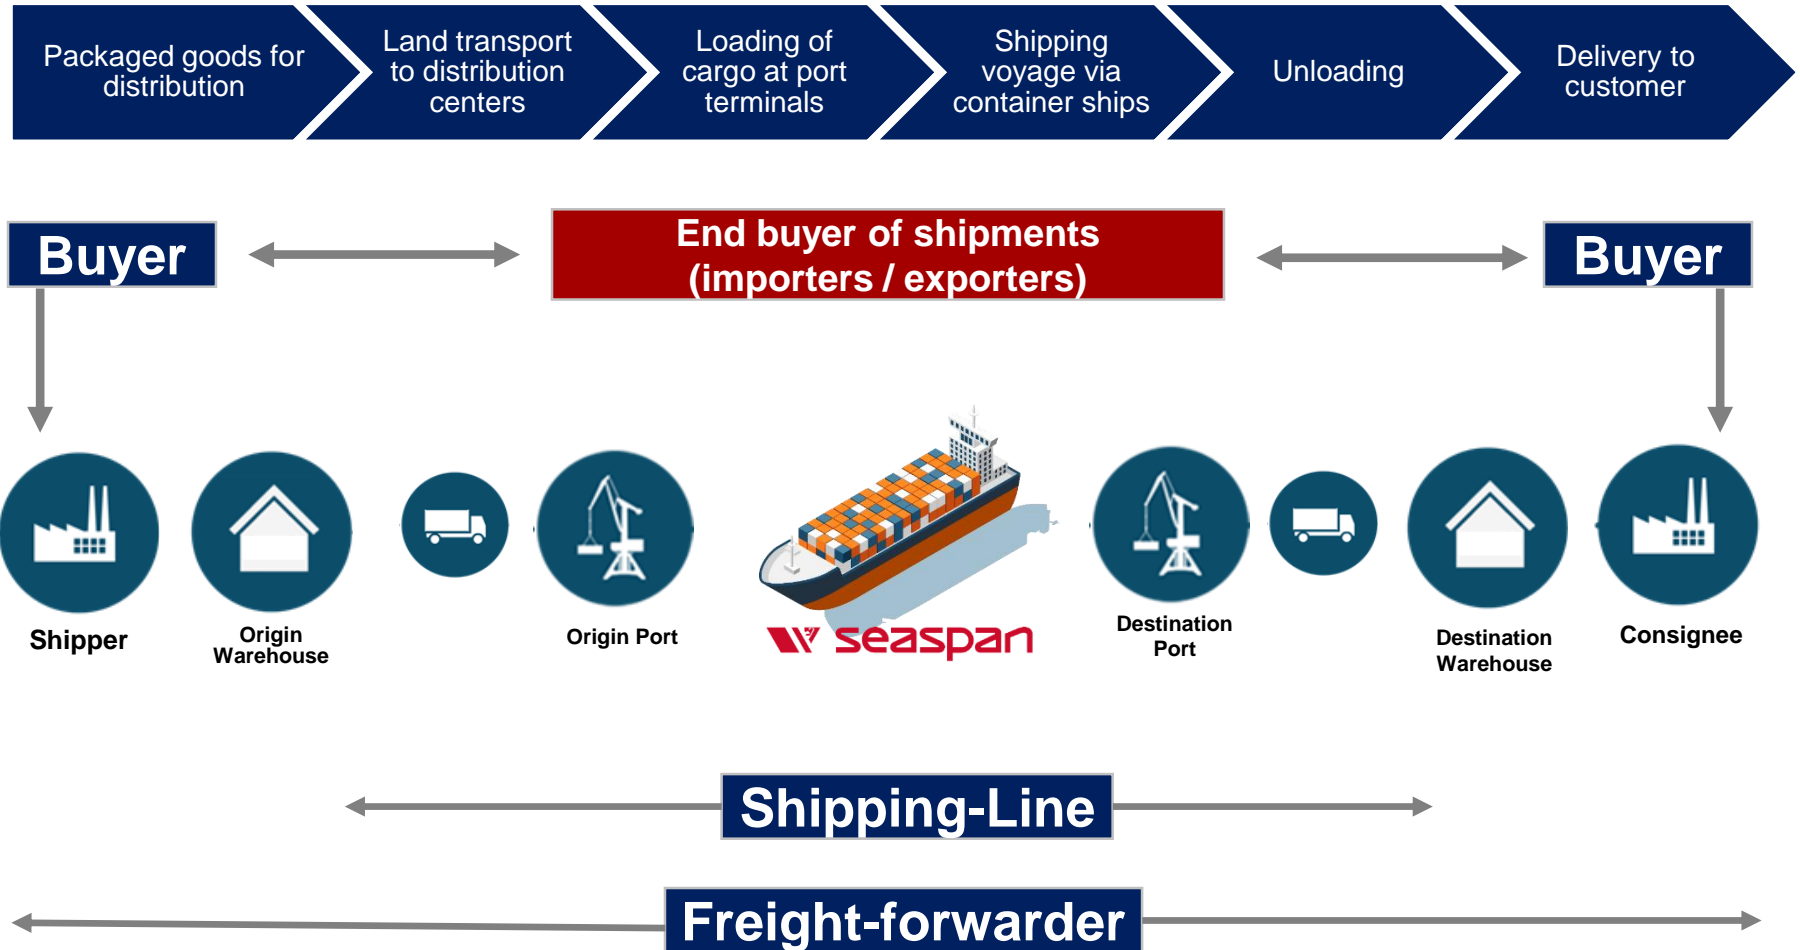 Packaged goods for
distribution
Land transport
to distribution
centers
Loading of
cargo at port
terminals
Shipping
voyage via
container ships
Unloading
Delivery to
customer
Buyer
End buyer of shipments
(importers / exporters)
Buyer
Shipper
Origin
Warehouse
Origin Port
seaspan
Destination
Port
Destination
Warehouse
Consignee
Shipping-Line
Freight-forwarder